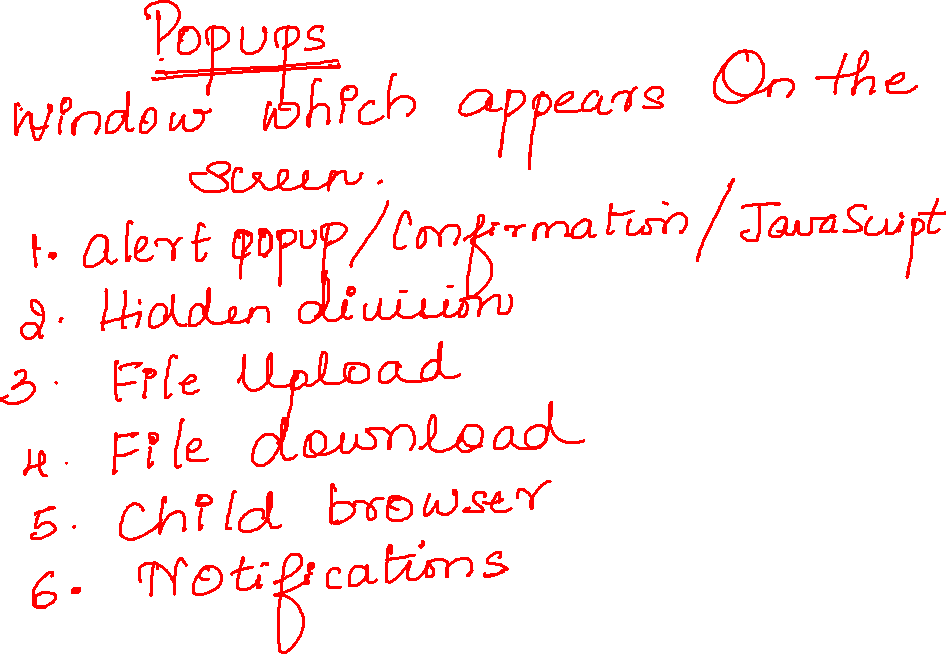 Popups
Window which appears On the
screen.
1. alert popup/Confirmation/JavaScript
2. Hidden division
3. File Upload
4. File download
5. Child browser
6. Notifications